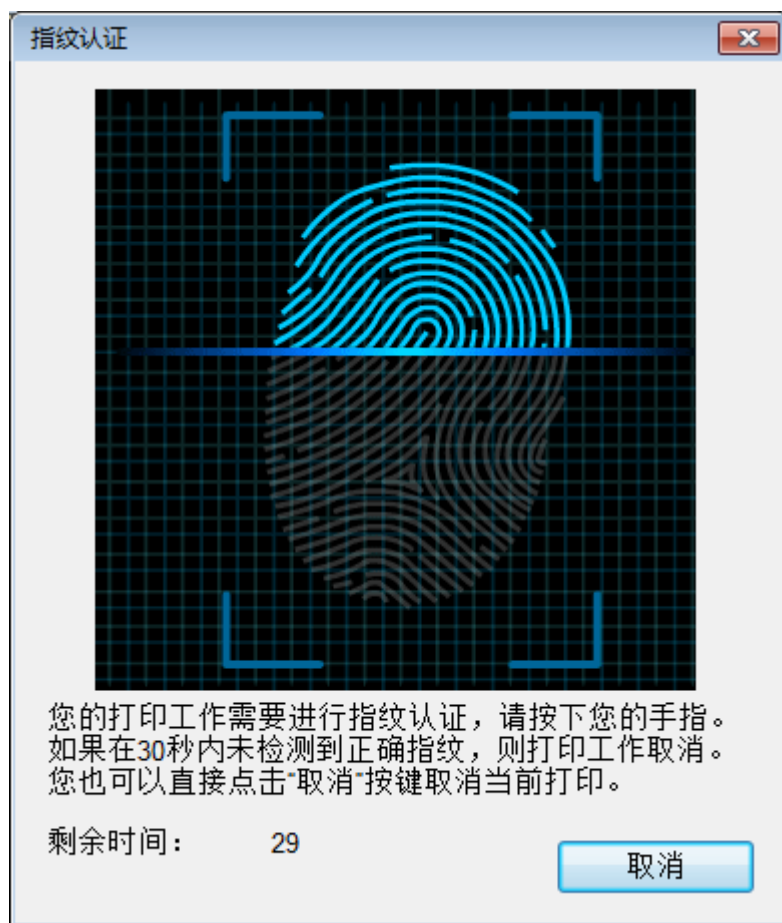 指纹认证
您的打印工作需要进行指纹认证，请按下您的手指。
如果在30秒内未检测到正确指纹，则打印工作取消。
您也可以直接点击“取消”按键取消当前打印。
剩余时间： 29
取消